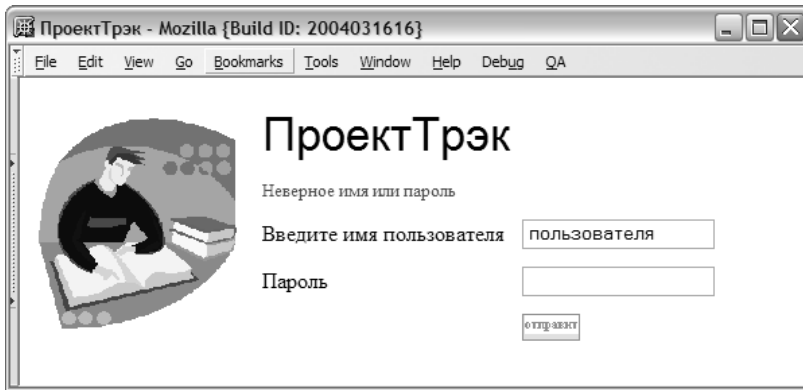 ПроектТрэк - Mozilla {Build ID: 2004031616}
File Edit View Go Bookmarks Tools Window Help Debug QA
ПроектТрэк
Неверное имя или пароль
Введите имя пользователя пользователя
Пароль
отправит